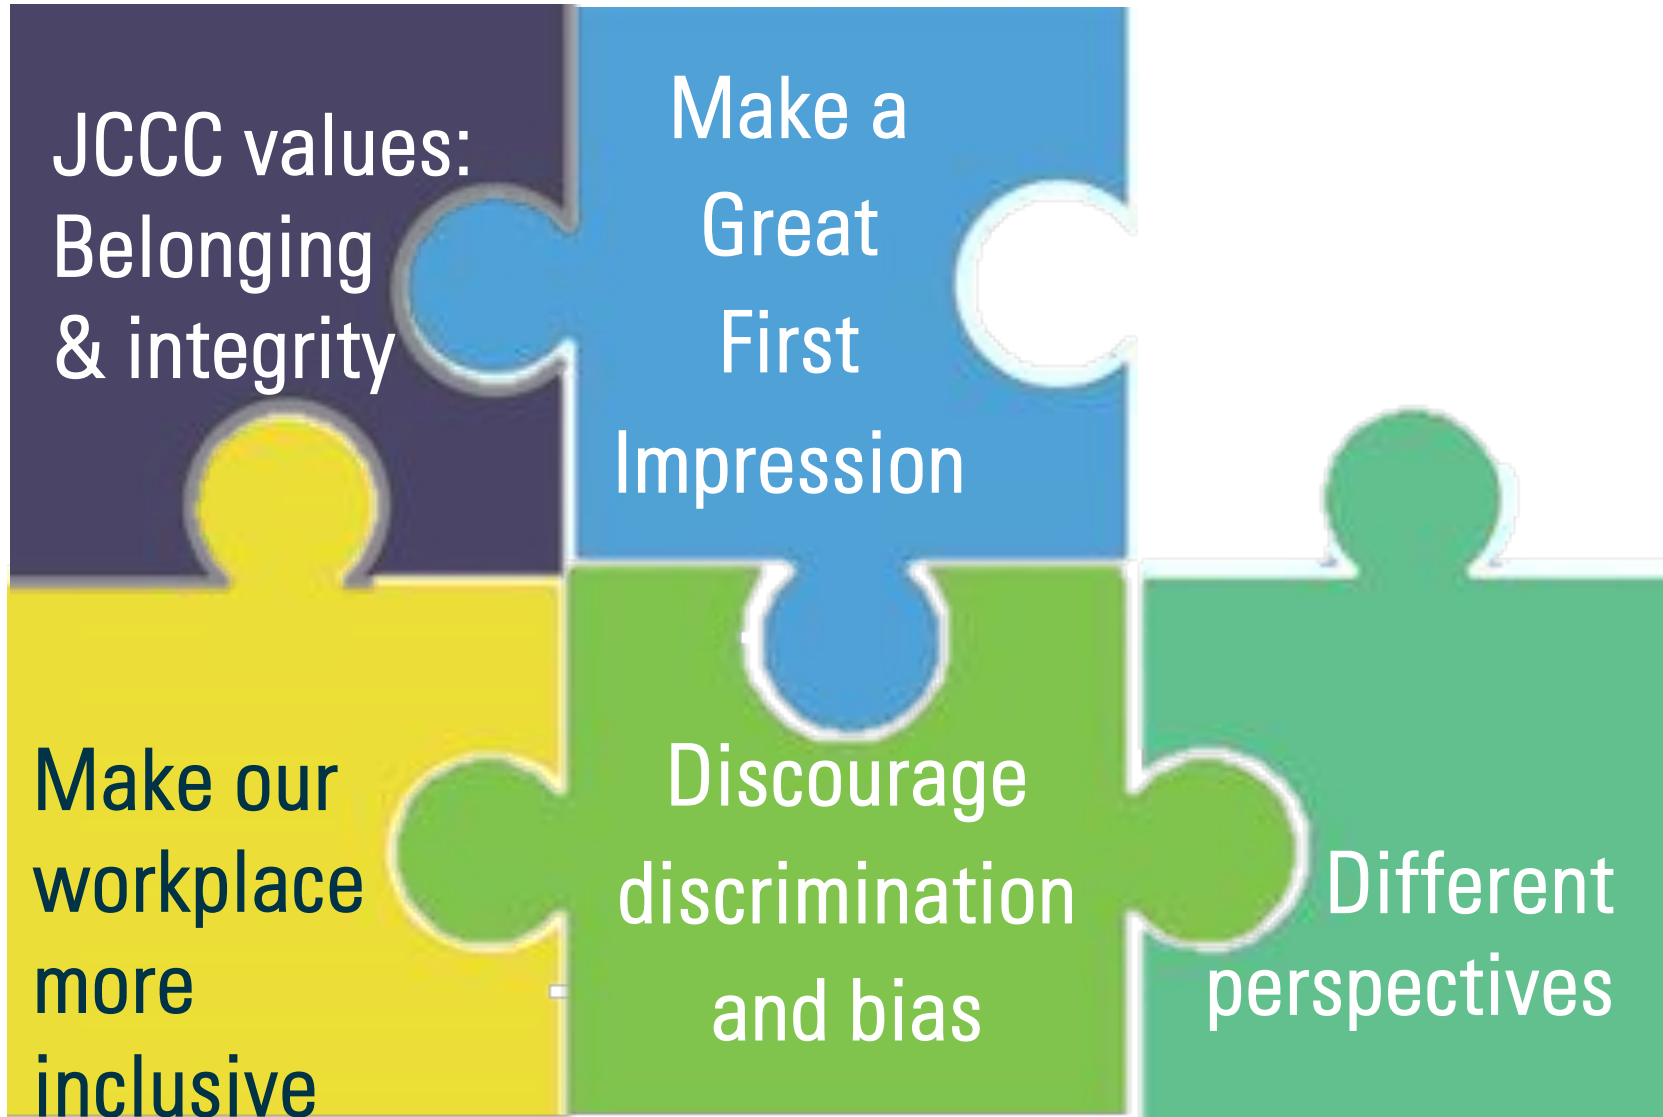 JCCC values:
Belonging
& integrity
Make a
Great
First
Impression
Make our
workplace
more
inclusive
Discourage
discrimination
and bias
Different
perspectives